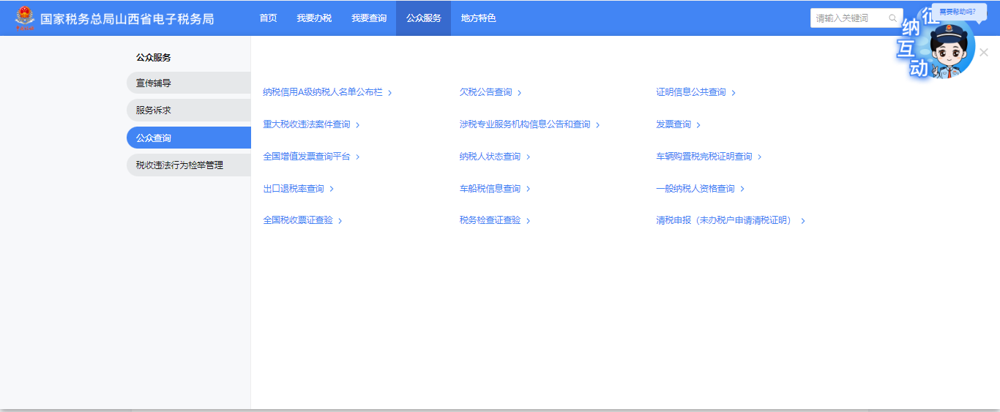 国家税务总局山西省电子税务局
首页 我要办税 我要查询 公众服务 地方特色
请输入关键词
需要帮助吗?
征纳互动
公众服务
宣传辅导
服务诉求
公众查询
税收违法行为检举管理
纳税信用A级纳税人名单公布栏 欠税公告查询 证明信息公共查询
重大税收违法案件查询 涉税专业服务机构信息公告和查询 发票查询
全国增值发票查询平台 纳税人状态查询 车辆购置税完税证明查询
出口退税率查询 车船税信息查询 一般纳税人资格查询
全国税收票证查验 税务检查证查验 清税申报（未办税户申请清税证明）